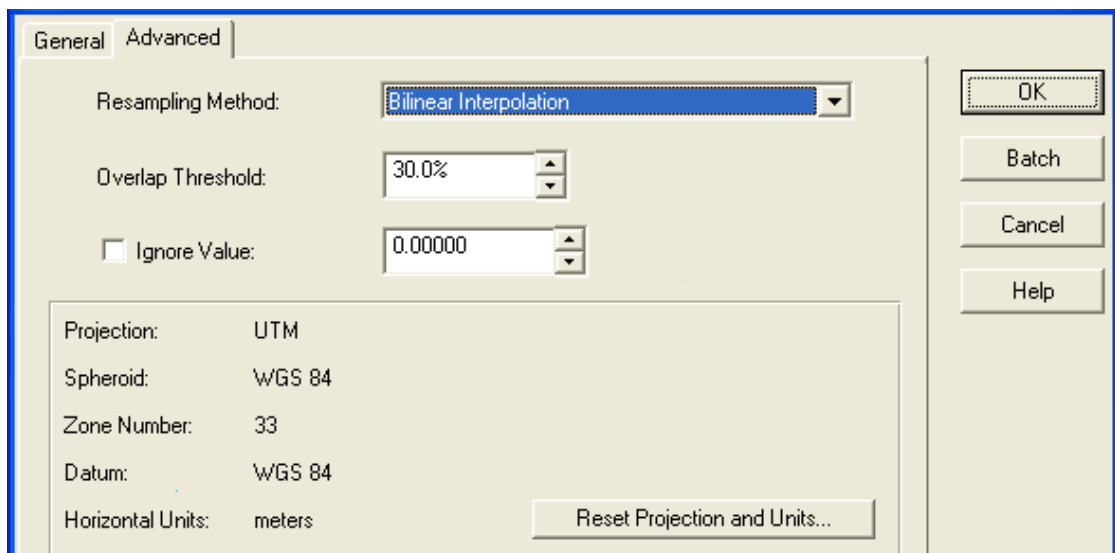 General Advanced
Resampling Method: Bilinear Interpolation
OK
Overlap Threshold: 30.0%
Batch
Ignore Value: 0.00000
Cancel
Help
Projection: UTM
Spheroid: WGS 84
Zone Number: 33
Datum: WGS 84
Horizontal Units: meters Reset Projection and Units...